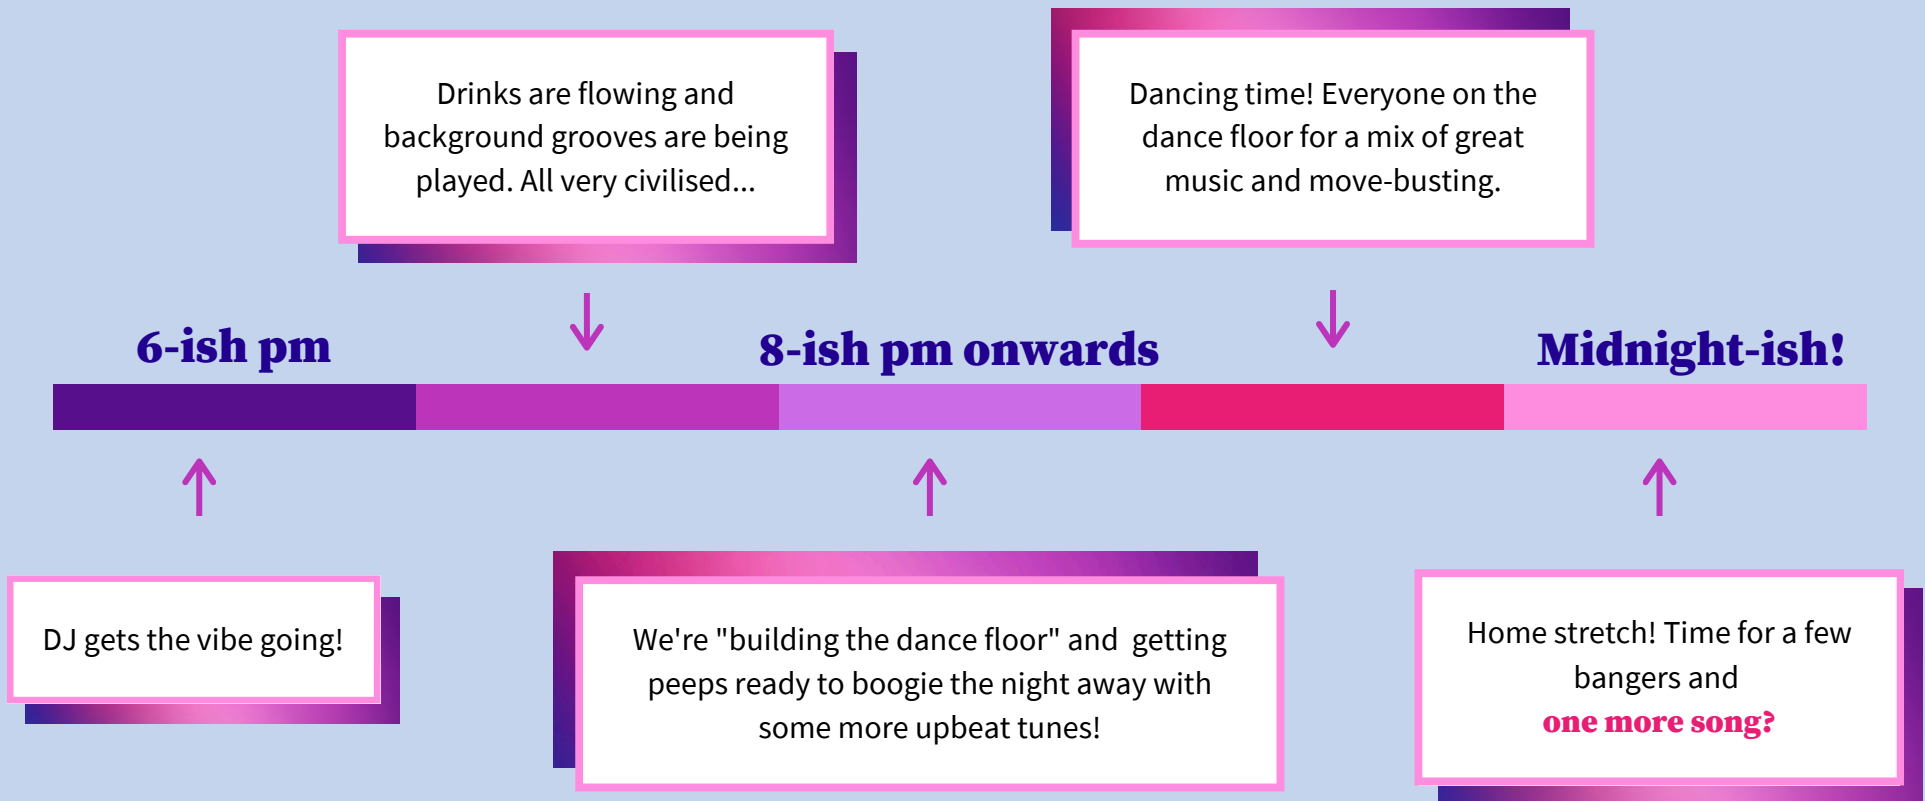 Drinks are flowing and
background grooves are being
played. All very civilised...
Dancing time! Everyone on the
dance floor for a mix of great
music and move-busting.
6-ish pm
8-ish pm onwards
Midnight-ish!
DJ gets the vibe going!
We're "building the dance floor" and  getting
peeps ready to boogie the night away with
some more upbeat tunes!
Home stretch! Time for a few
bangers and
one more song?